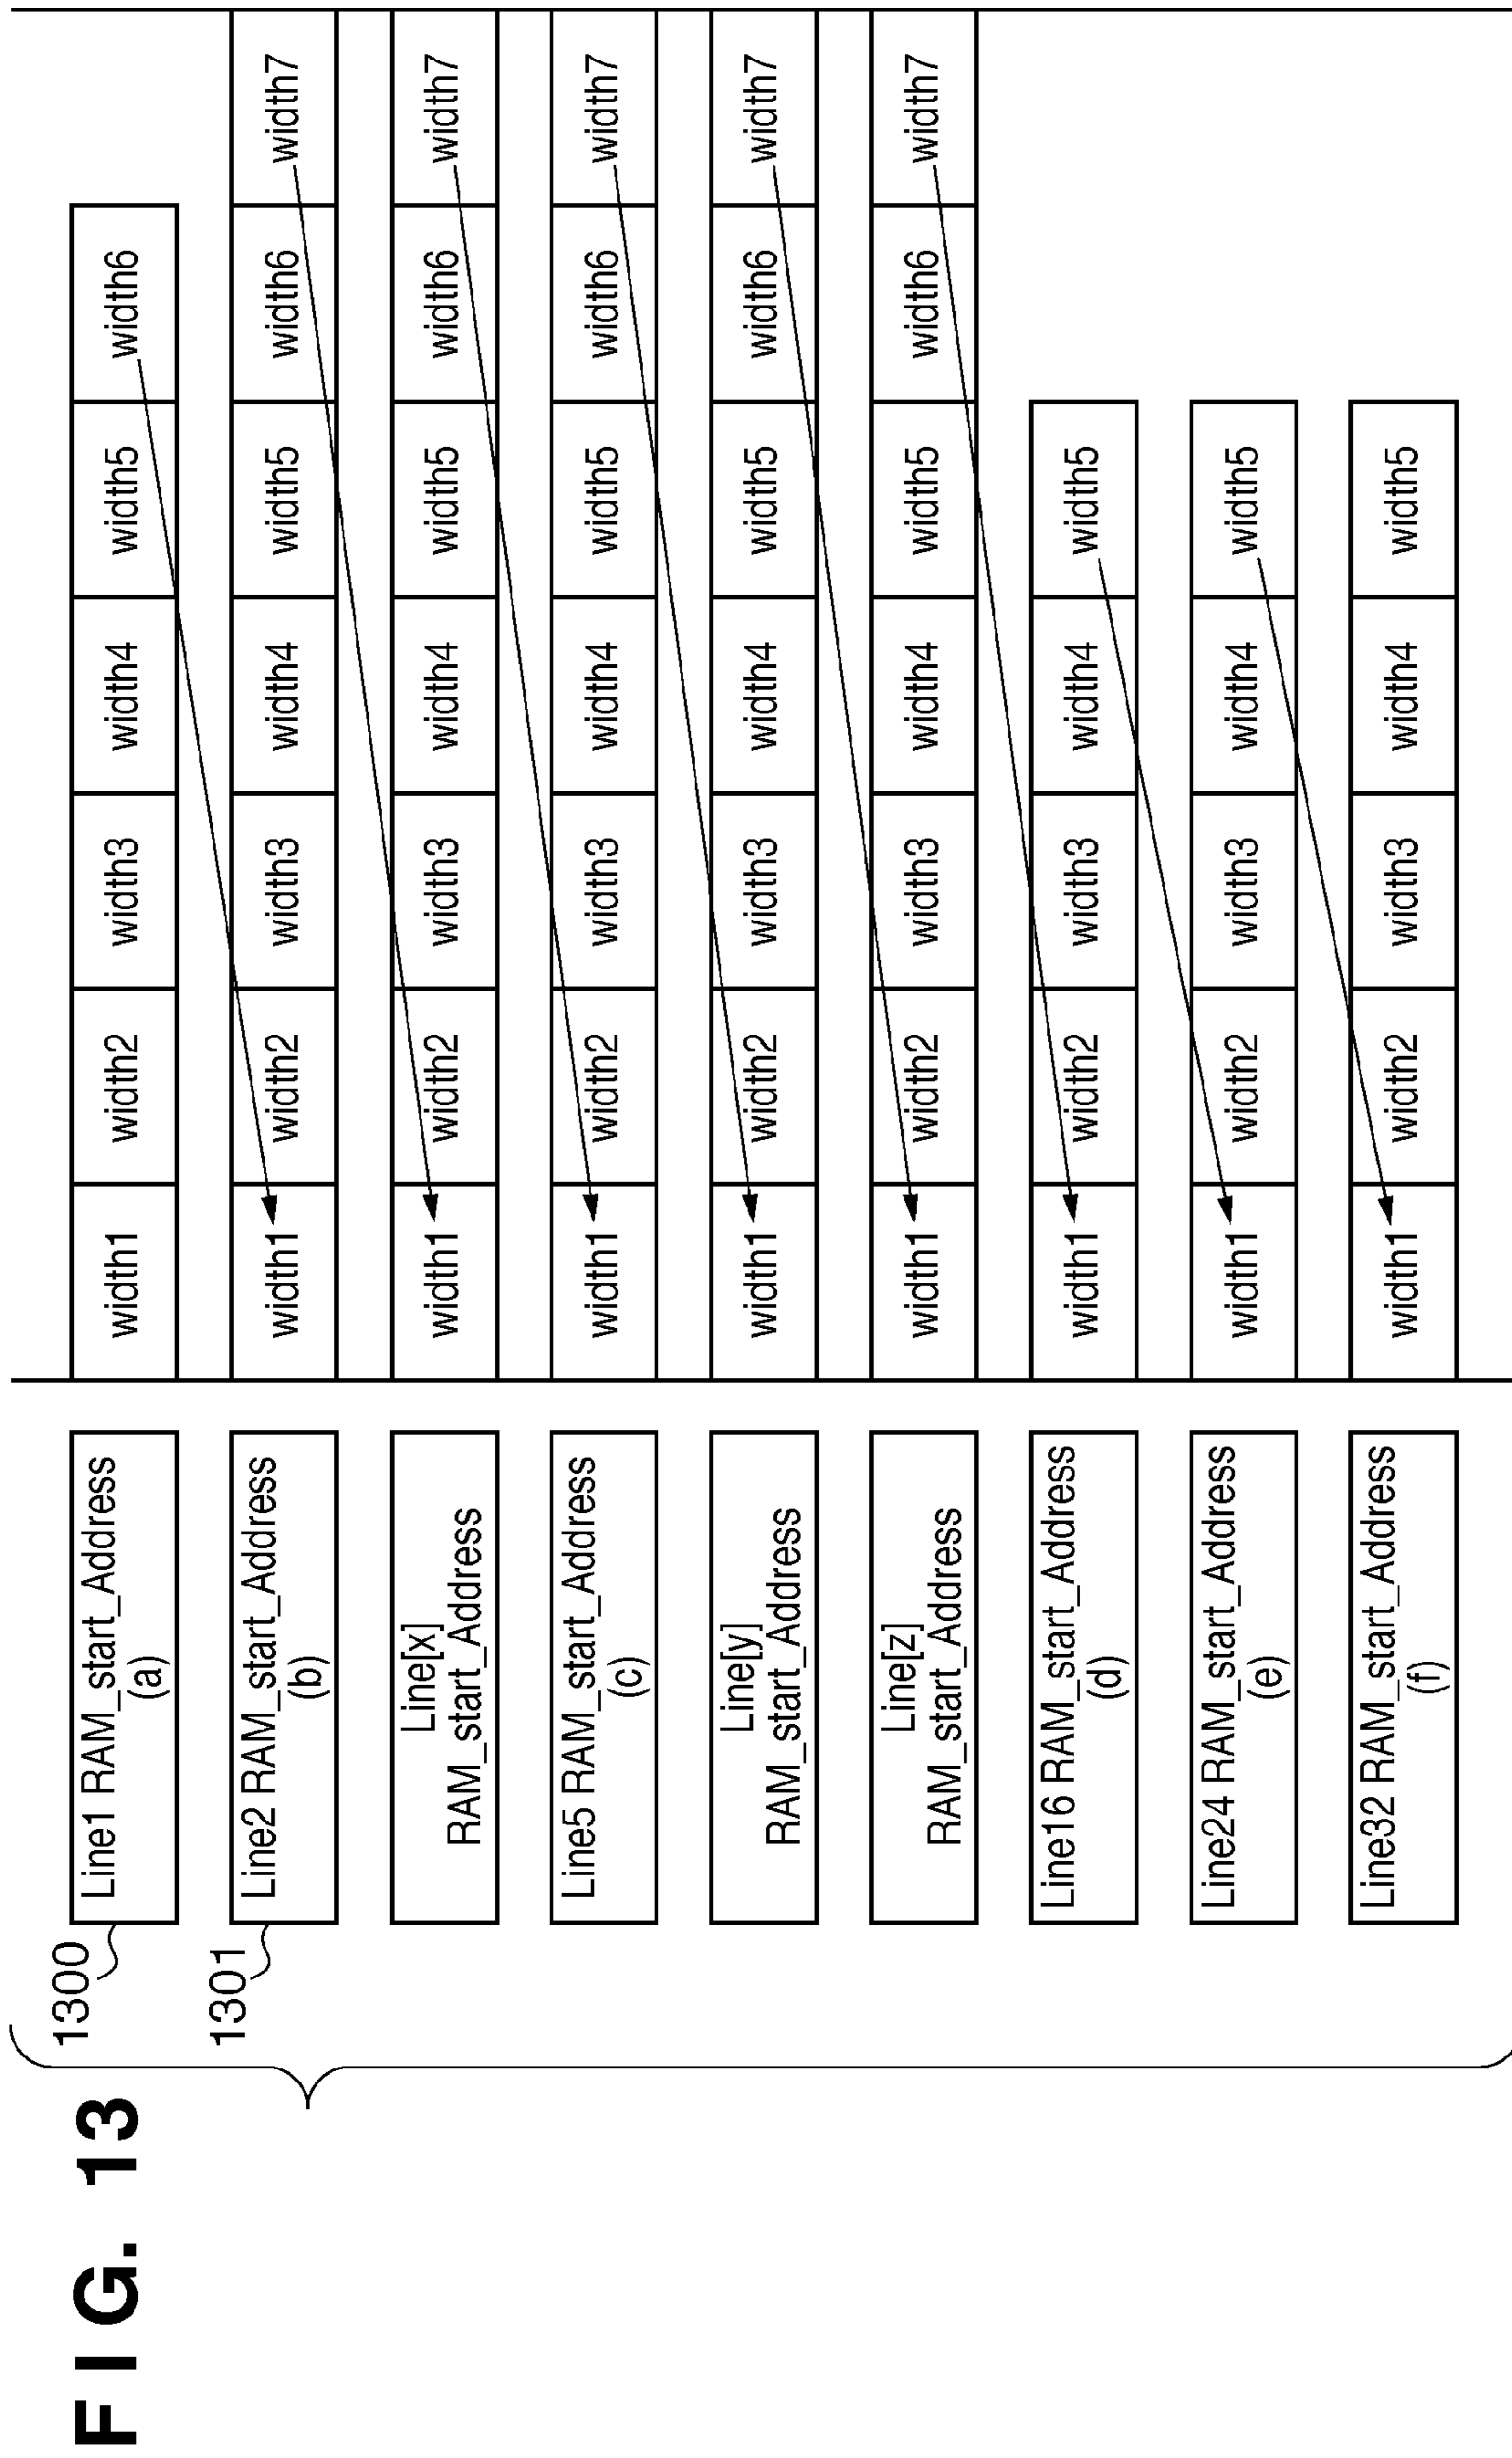 FIG. 13
1300
Line1 RAM_start_Address
(a)
width1 width2 width3 width4 width5 width6
1301
Line2 RAM_start_Address
(b)
width1 width2 width3 width4 width5 width6 width7
Line[x]
RAM_start_Address
width1 width2 width3 width4 width5 width6 width7
Line5 RAM_start_Address
(c)
width1 width2 width3 width4 width5 width6 width7
Line[y]
RAM_start_Address
width1 width2 width3 width4 width5 width6 width7
Line[z]
RAM_start_Address
width1 width2 width3 width4 width5 width6 width7
Line16 RAM_start_Address
(d)
width1 width2 width3 width4 width5
Line24 RAM_start_Address
(e)
width1 width2 width3 width4 width5
Line32 RAM_start_Address
(f)
width1 width2 width3 width4 width5